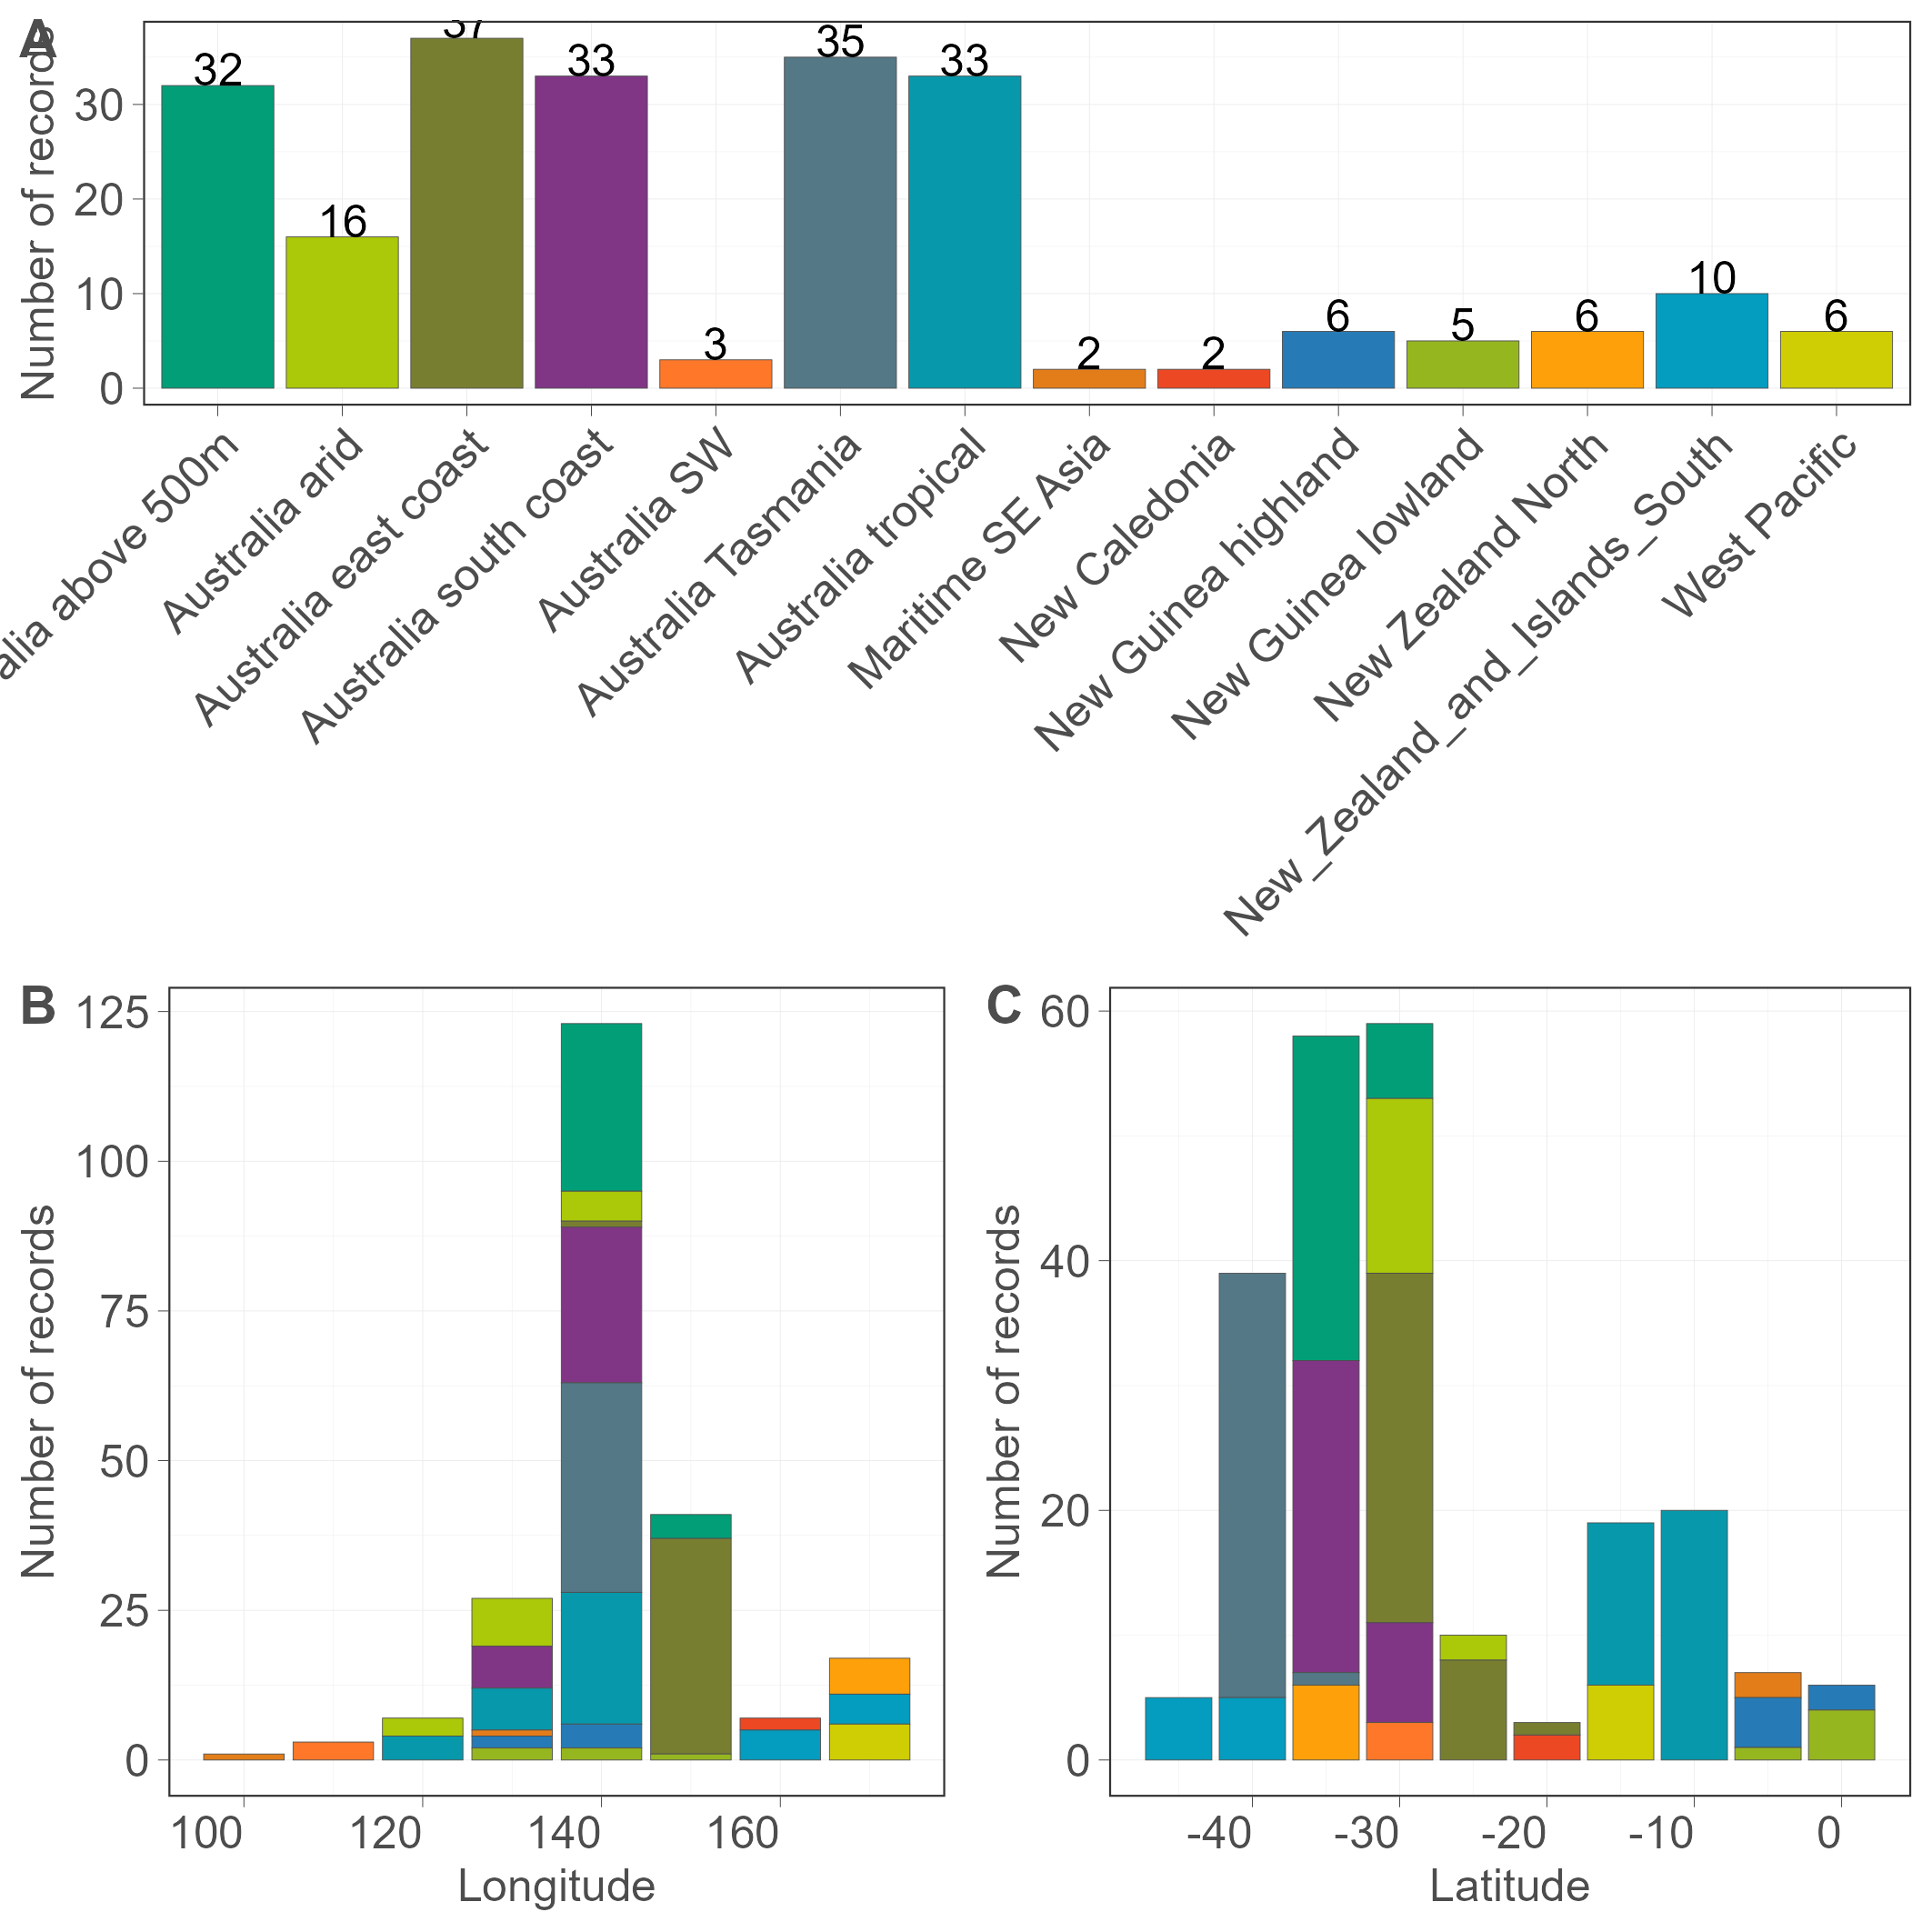 A
Number of records
30
20
10
0
32
16
37
33
3
35
33
2
2
6
5
6
10
6
above 500m
Australia arid
Australia east coast
Australia south coast
Australia SW
Australia Tasmania
Australia tropical
Maritime SE Asia
New Caledonia
New Guinea highland
New Guinea lowland
New Zealand North
New_Zealand_and_Islands_South
West Pacific
B
Number of records
125
100
75
50
25
0
100
120
140
160
Longitude
C
Number of records
60
40
20
0
-40
-30
-20
-10
0
Latitude